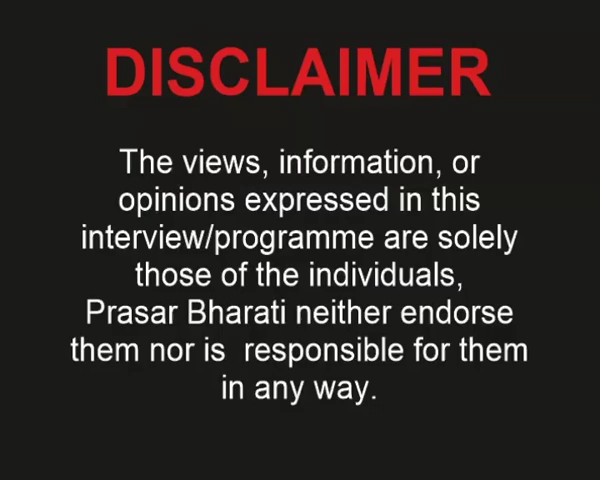 DISCLAIMER
The views, information, or
opinions expressed in this
interview/programme are solely
those of the individuals,
Prasar Bharati neither endorse
them nor is  responsible for them
in any way.